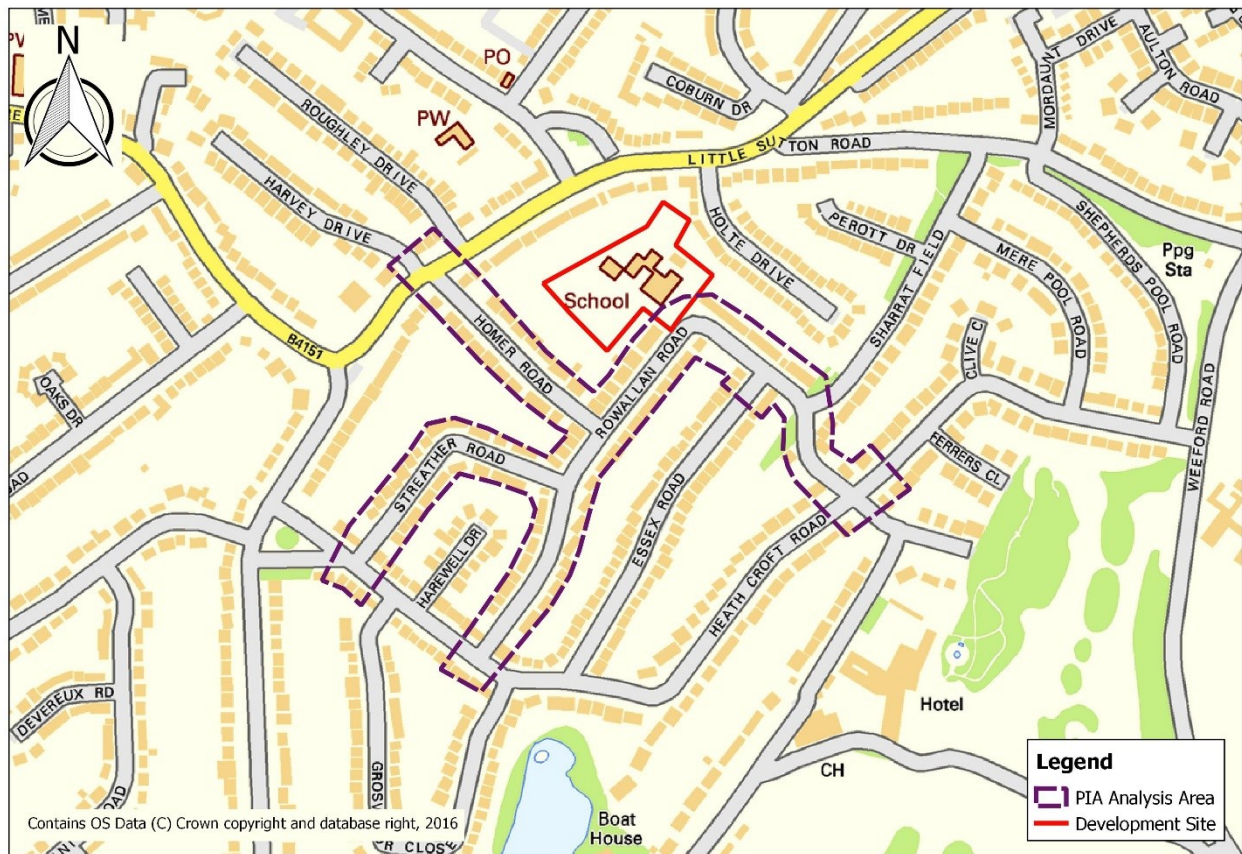 N
PO
PW
COBURN DR
MORDAUNT DRIVE
AULTON ROAD
ROUGHLEY DRIVE
HARVEY DRIVE
LITTLE SUTTON ROAD
HOLTE DRIVE
PEROTT DR
SHARRAT FIELD
MERE POOL ROAD
SHEPHERDS POOL ROAD
Ppg
Sta
School
B4151
HOMER ROAD
ROWALLAN ROAD
CLIVE C
OAKS DR
STREATHER ROAD
ESSEX ROAD
FERRERS CL
WEEFORD ROAD
HAREWELL DR
HEATH CROFT ROAD
DEVEREUX RD
Hotel
CH
Boat
House
Legend
PIA Analysis Area
Development Site
Contains OS Data (C) Crown copyright and database right, 2016